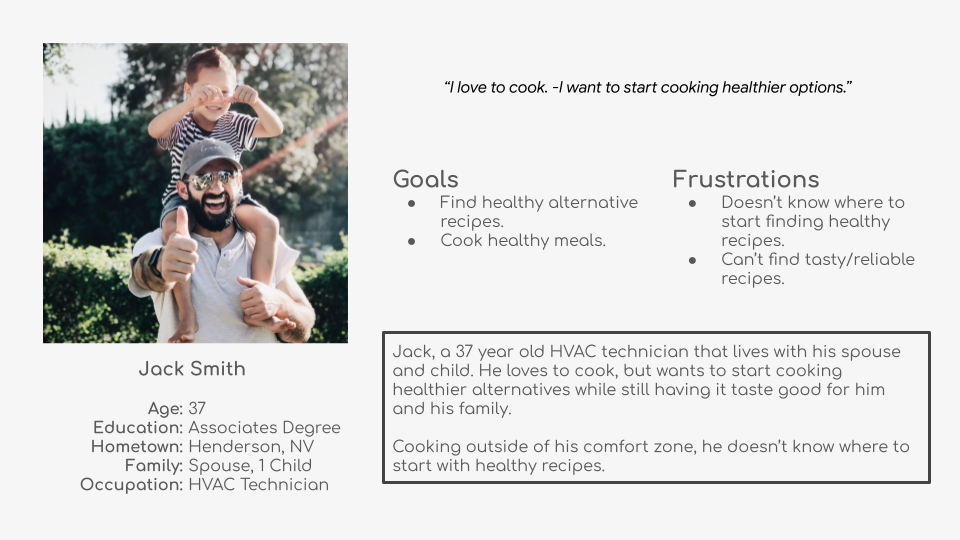 “I love to cook. -I want to start cooking healthier options.”
Goals
● Find healthy alternative
recipes.
● Cook healthy meals.
Frustrations
● Doesn’t know where to
start finding healthy
recipes.
● Can’t find tasty/reliable
recipes.
Jack Smith
Age: 37
Education: Associates Degree
Hometown: Henderson, NV
Family: Spouse, 1 Child
Occupation: HVAC Technician
Jack, a 37 year old HVAC technician that lives with his spouse
and child. He loves to cook, but wants to start cooking
healthier alternatives while still having it taste good for him
and his family.
Cooking outside of his comfort zone, he doesn’t know where to
start with healthy recipes.